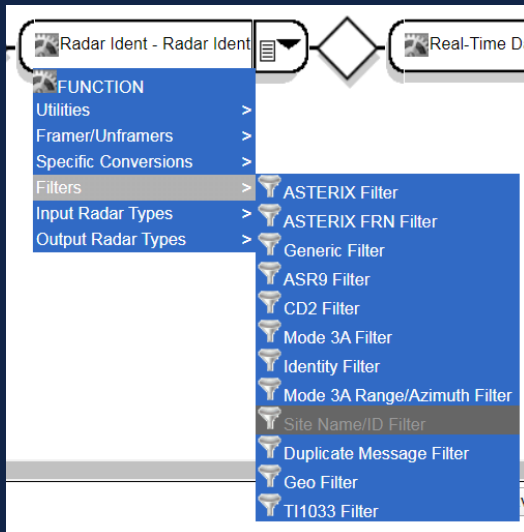 Radar Ident - Radar Ident
Real-Time D
FUNCTION
Utilities >
Framer/Unframers >
Specific Conversions >
Filters >
Input Radar Types >
Output Radar Types >
ASTERIX Filter
ASTERIX FRN Filter
Generic Filter
ASR9 Filter
CD2 Filter
Mode 3A Filter
Identity Filter
Mode 3A Range/Azimuth Filter
Site Name/ID Filter
Duplicate Message Filter
Geo Filter
TI1033 Filter